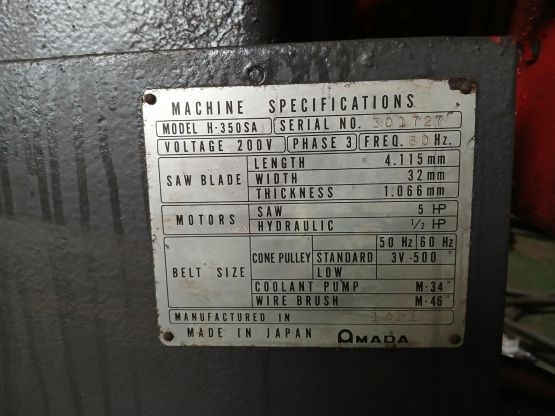 MACHINE SPECIFICATIONS
MODEL H-350SA SERIAL NO. 301727
VOLTAGE 200V PHASE 3 FREQ. 60 Hz.
SAW BLADE LENGTH 4.115mm
WIDTH 32mm
THICKNESS 1.066mm
MOTORS SAW 5 HP
HYDRAULIC 1/2 HP
50 Hz 60 Hz
BELT SIZE CONE PULLEY STANDARD 3V-500"
LOW
COOLANT PUMP M-34"
WIRE BRUSH M-46"
MANUFACTURED IN
MADE IN JAPAN AMADA